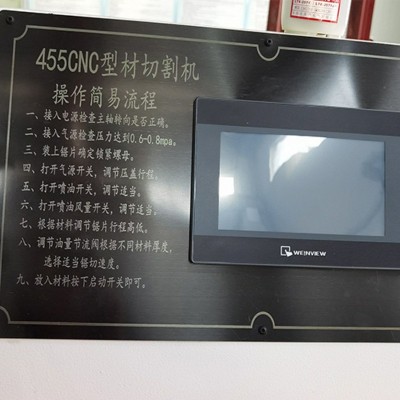 455CNC型材切割机
操作简易流程
一、接入电源检查主轴转向是否正确。
二、接入气源检查压力达到0.6-0.8mpa。
三、装上锯片确定锁紧螺母。
四、打开气源开关，调节压盖行程。
五、打开喷油开关，调节适当。
六、打开喷油风量开关，调节适当。
七、根据材料调节锯片行程高低。
八、调节油量节流阀根据不同材料厚度，
选择适当锯切速度。
九、放入材料按下启动开关即可。
WEINVIEW